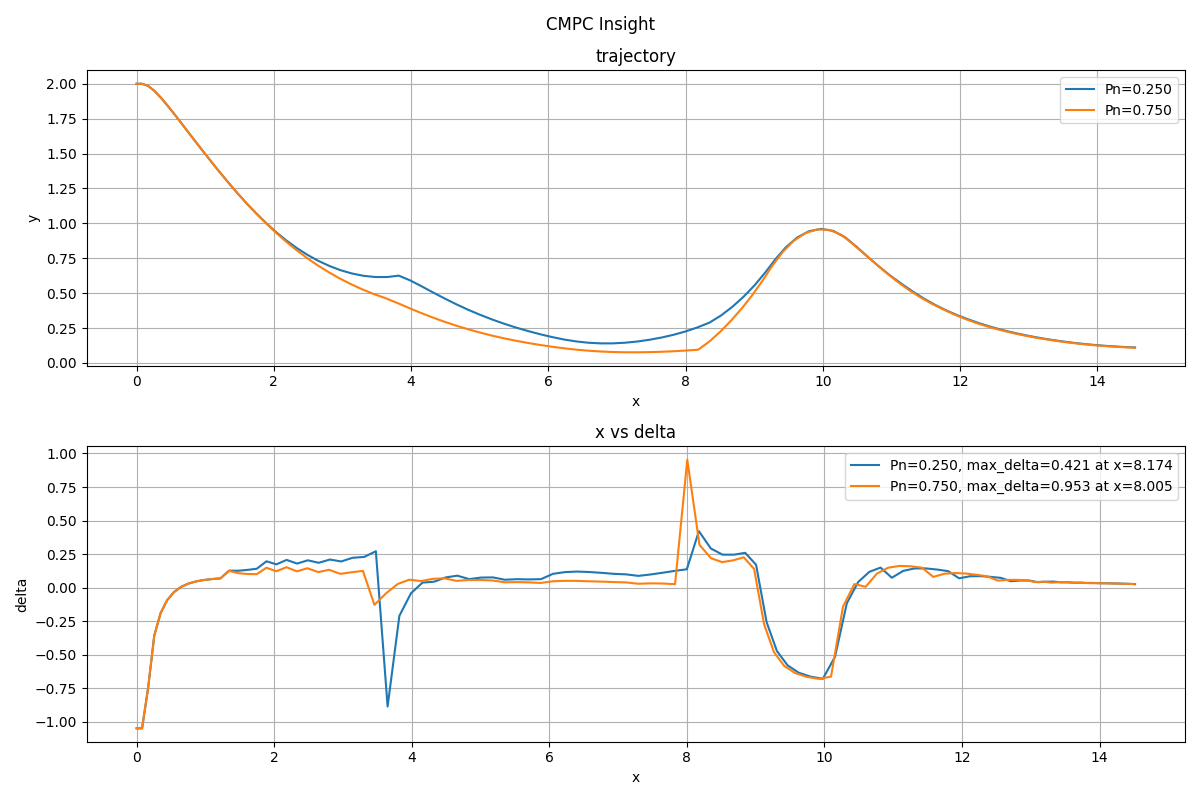 CMPC Insight
trajectory
2.00
1.75
1.50
1.25
1.00
0.75
0.50
0.25
0.00
y
Pn=0.250
Pn=0.750
0 2 4 6 8 10 12 14
x
x vs delta
1.00
0.75
0.50
0.25
0.00
−0.25
−0.50
−0.75
−1.00
delta
Pn=0.250, max_delta=0.421 at x=8.174
Pn=0.750, max_delta=0.953 at x=8.005
0 2 4 6 8 10 12 14
x